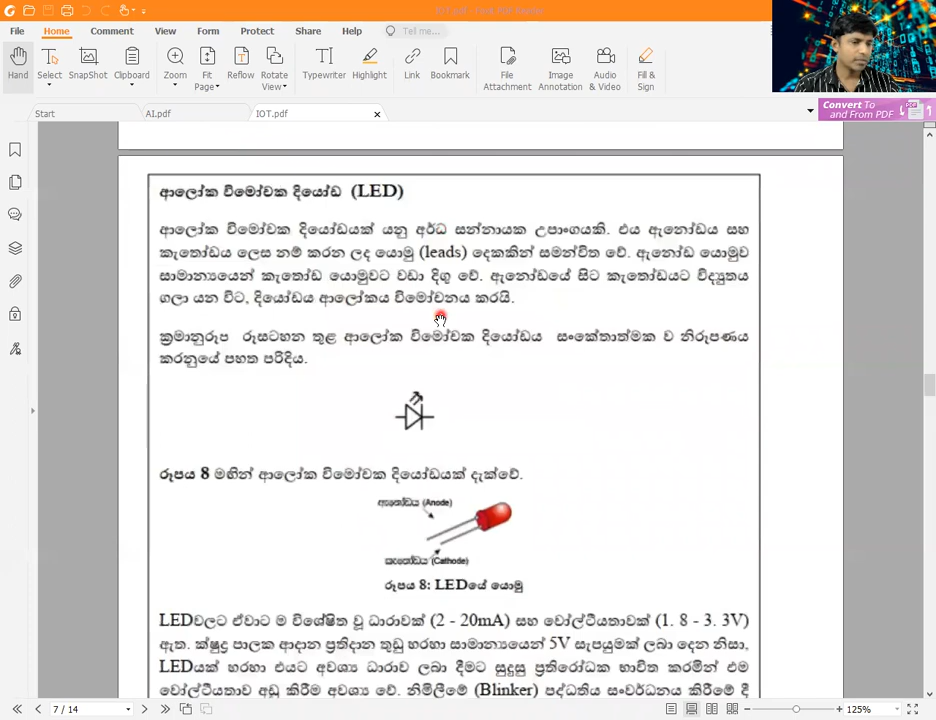 IOT.pdf - Foxit PDF Reader
File Home Comment View Form Protect Share Help Tell me...
Hand Select SnapShot Clipboard Zoom Fit Page Reflow Rotate View Typewriter Highlight Link Bookmark File Attachment Image Annotation Audio & Video Fill & Sign
Start AI.pdf IOT.pdf
Convert To
and From PDF
ආලෝක විමෝචක දියෝඩ (LED)
ආලෝක විමෝචක දියෝඩයක් යනු අර්ධ සන්නායක උපාංගයකි. එය ඇනෝඩය සහ
කැතෝඩය ලෙස නම් කරන ලද යොමු (leads) දෙකකින් සමන්විත වේ. ඇනෝඩ යොමුව
සාමාන්‍යයෙන් කැතෝඩ යොමුවට වඩා දිගු වේ. ඇනෝඩයේ සිට කැතෝඩයට විද්‍යුතය
ගලා යන විට, දියෝඩය ආලෝකය විමෝචනය කරයි.
ක්‍රමානුරූප රූසටහන තුළ ආලෝක විමෝචක දියෝඩය සංකේතාත්මක ව නිරූපණය
කරනුයේ පහත පරිදිය.
රූපය 8 මඟින් ආලෝක විමෝචක දියෝඩයක් දැක්වේ.
ඇනෝඩය (Anode)
කැතෝඩය (Cathode)
රූපය 8: LEDයේ යොමු
LEDවලට ඒවාට ම විශේෂිත වූ ධාරාවක් (2 - 20mA) සහ වෝල්ටීයතාවක් (1. 8 - 3. 3V)
ඇත. ක්ෂුද්‍ර පාලක ආදාන ප්‍රතිදාන තුඩු හරහා සාමාන්‍යයෙන් 5V සැපයුමක් ලබා දෙන නිසා,
LEDයක් හරහා එයට අවශ්‍ය ධාරාව ලබා දීමට සුදුසු ප්‍රතිරෝධක භාවිත කරමින් එම
වෝල්ටීයතාව අඩු කිරීම අවශ්‍ය වේ. නිමිලීමේ (Blinker) පද්ධතිය සංවර්ධනය කිරීමේ දී
7 / 14 125%